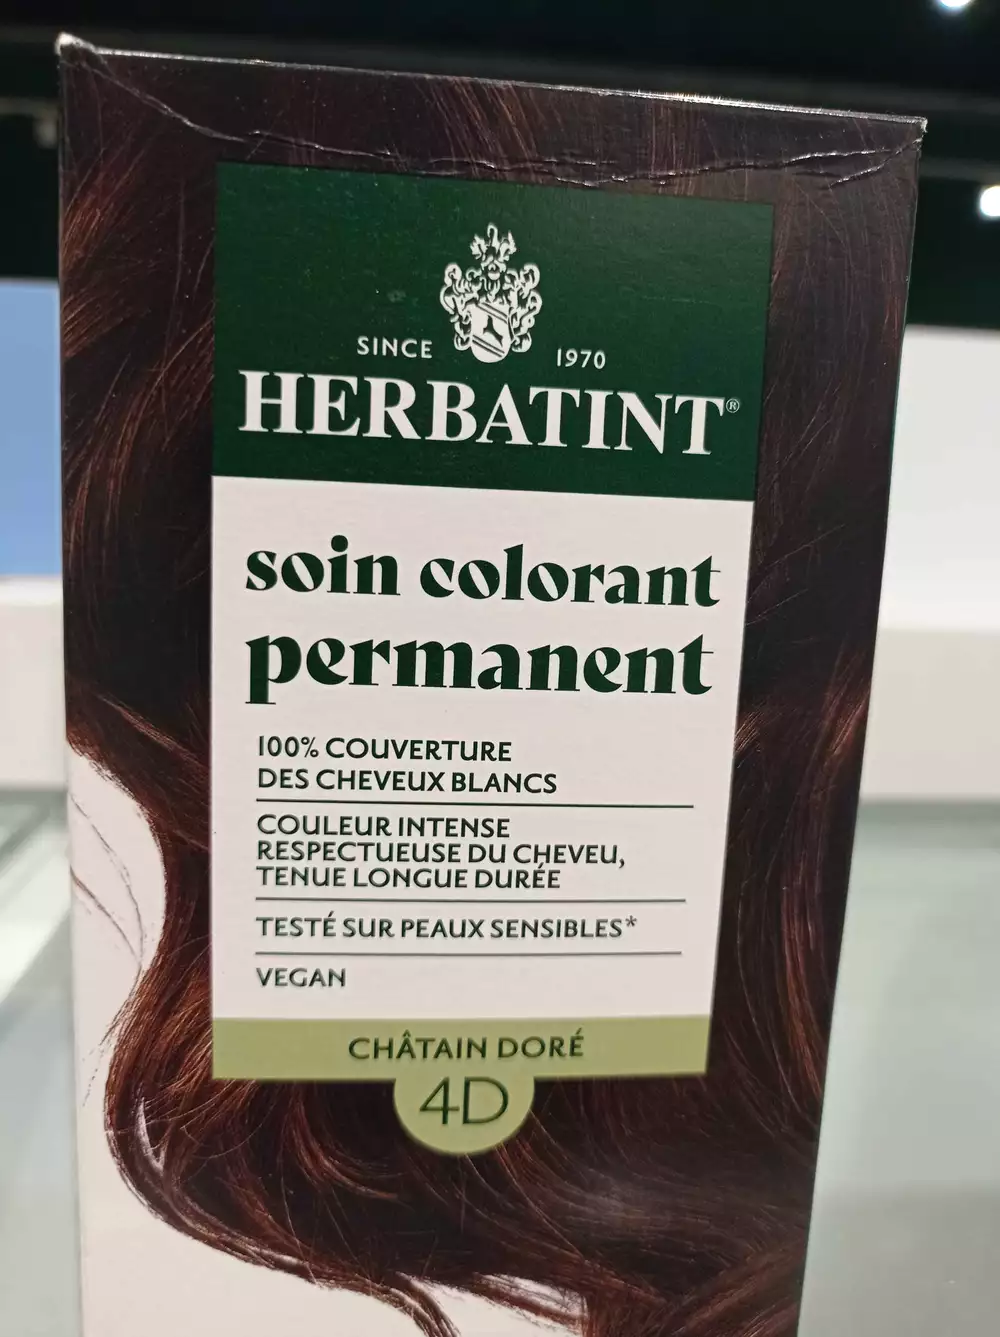 SINCE 1970
HERBATINT®
soin colorant
permanent
100% COUVERTURE
DES CHEVEUX BLANCS
COULEUR INTENSE
RESPECTUEUSE DU CHEVEU,
TENUE LONGUE DURÉE
TESTÉ SUR PEAUX SENSIBLES*
VEGAN
CHÂTAIN DORÉ
4D